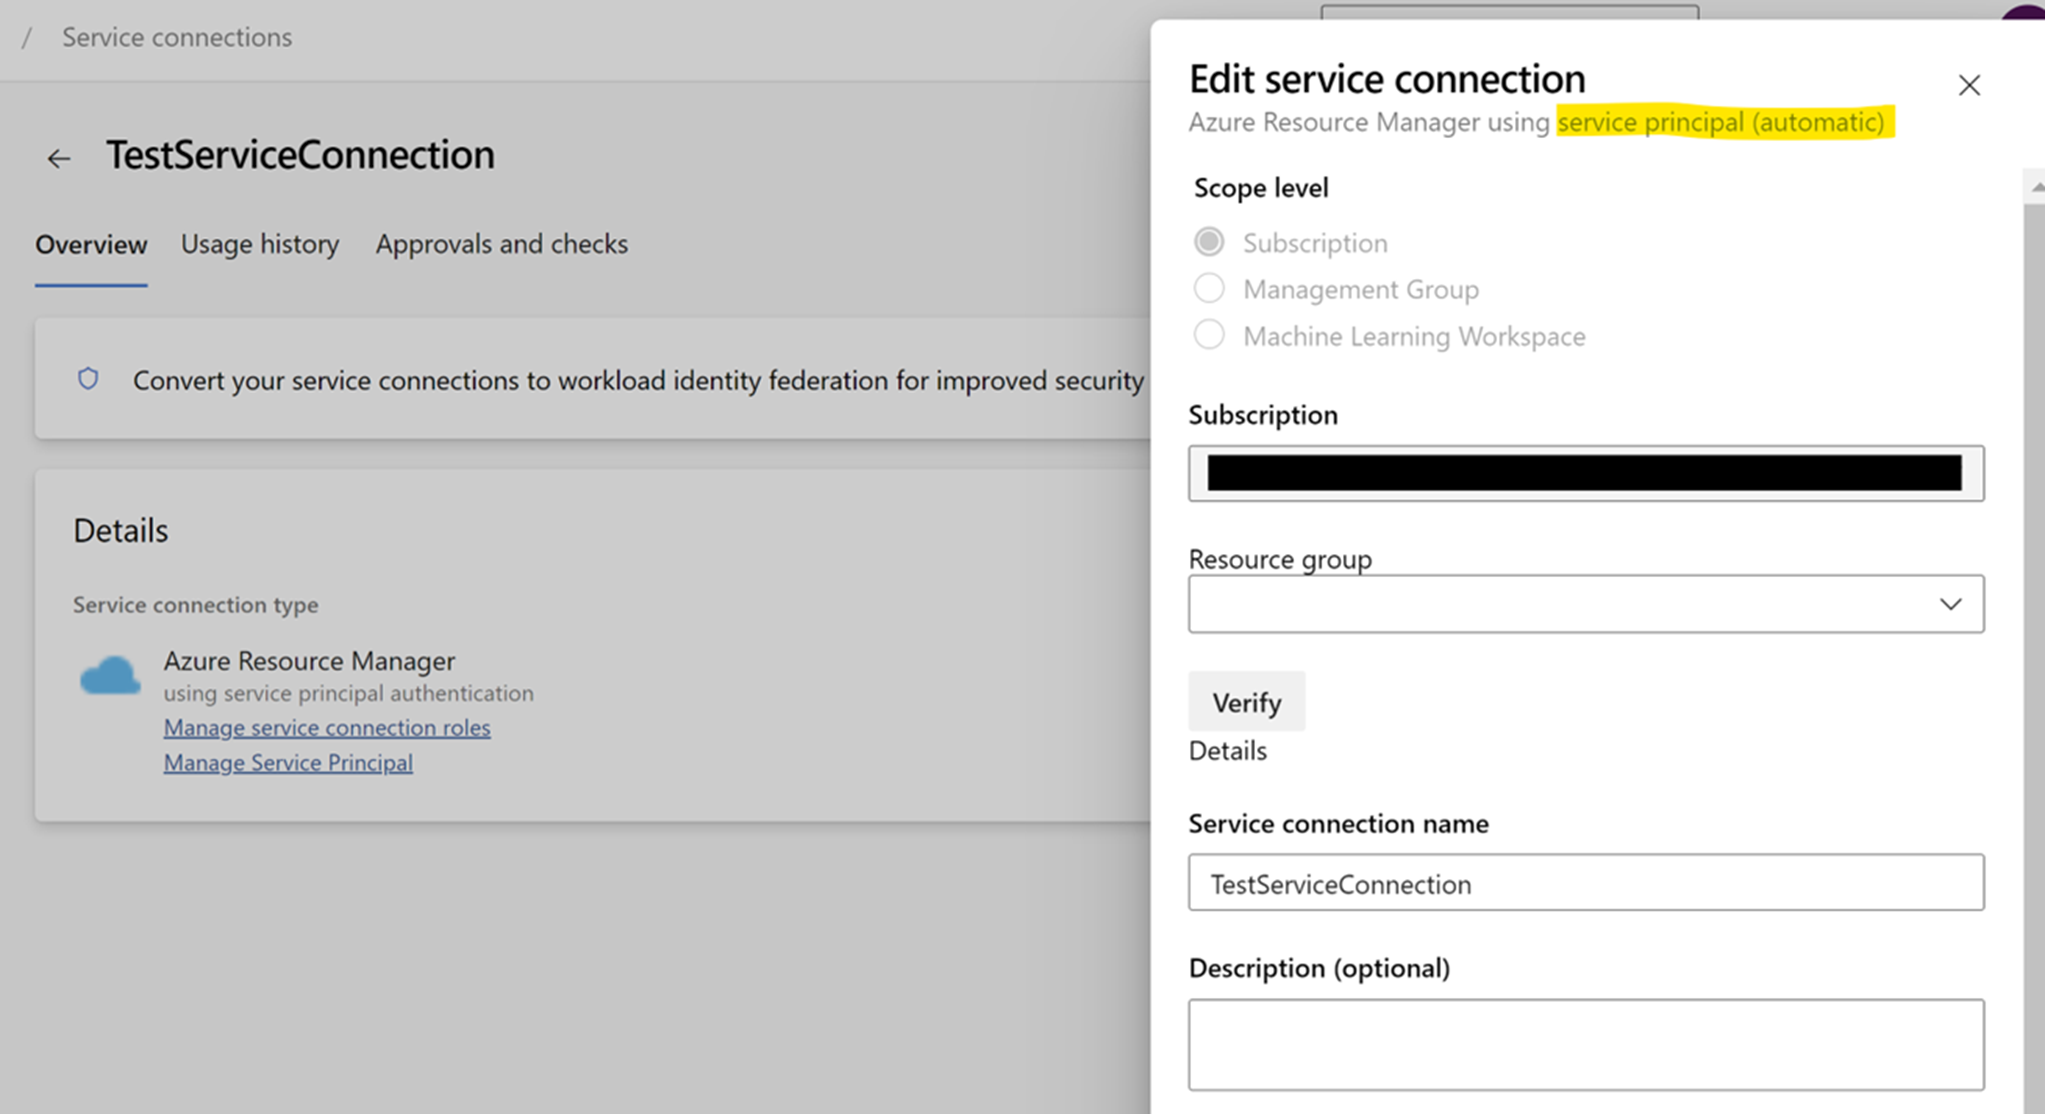 / Service connections
TestServiceConnection
Overview Usage history Approvals and checks
Convert your service connections to workload identity federation for improved security
Details
Service connection type
Azure Resource Manager
using service principal authentication
Manage service connection roles
Manage Service Principal
Edit service connection
Azure Resource Manager using service principal (automatic)
Scope level
Subscription
Management Group
Machine Learning Workspace
Subscription
Resource group
Verify
Details
Service connection name
TestServiceConnection
Description (optional)